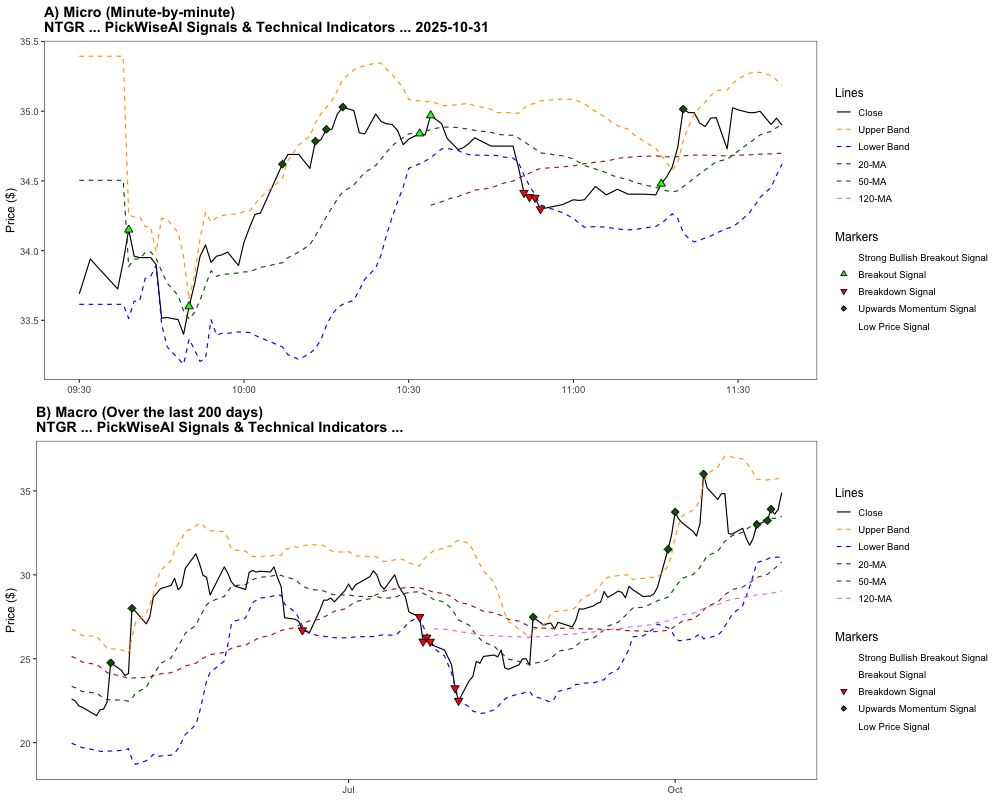 A) Micro (Minute-by-minute)
NTGR ... PickWiseAI Signals & Technical Indicators ... 2025-10-31
Price ($)
35.5
35.0
34.5
34.0
33.5
09:30
10:00
10:30
11:00
11:30
Lines
Close
Upper Band
Lower Band
20-MA
50-MA
120-MA
Markers
Strong Bullish Breakout Signal
Breakout Signal
Breakdown Signal
Upwards Momentum Signal
Low Price Signal
B) Macro (Over the last 200 days)
NTGR ... PickWiseAI Signals & Technical Indicators ...
Price ($)
35
30
25
20
Jul
Oct
Lines
Close
Upper Band
Lower Band
20-MA
50-MA
120-MA
Markers
Strong Bullish Breakout Signal
Breakout Signal
Breakdown Signal
Upwards Momentum Signal
Low Price Signal